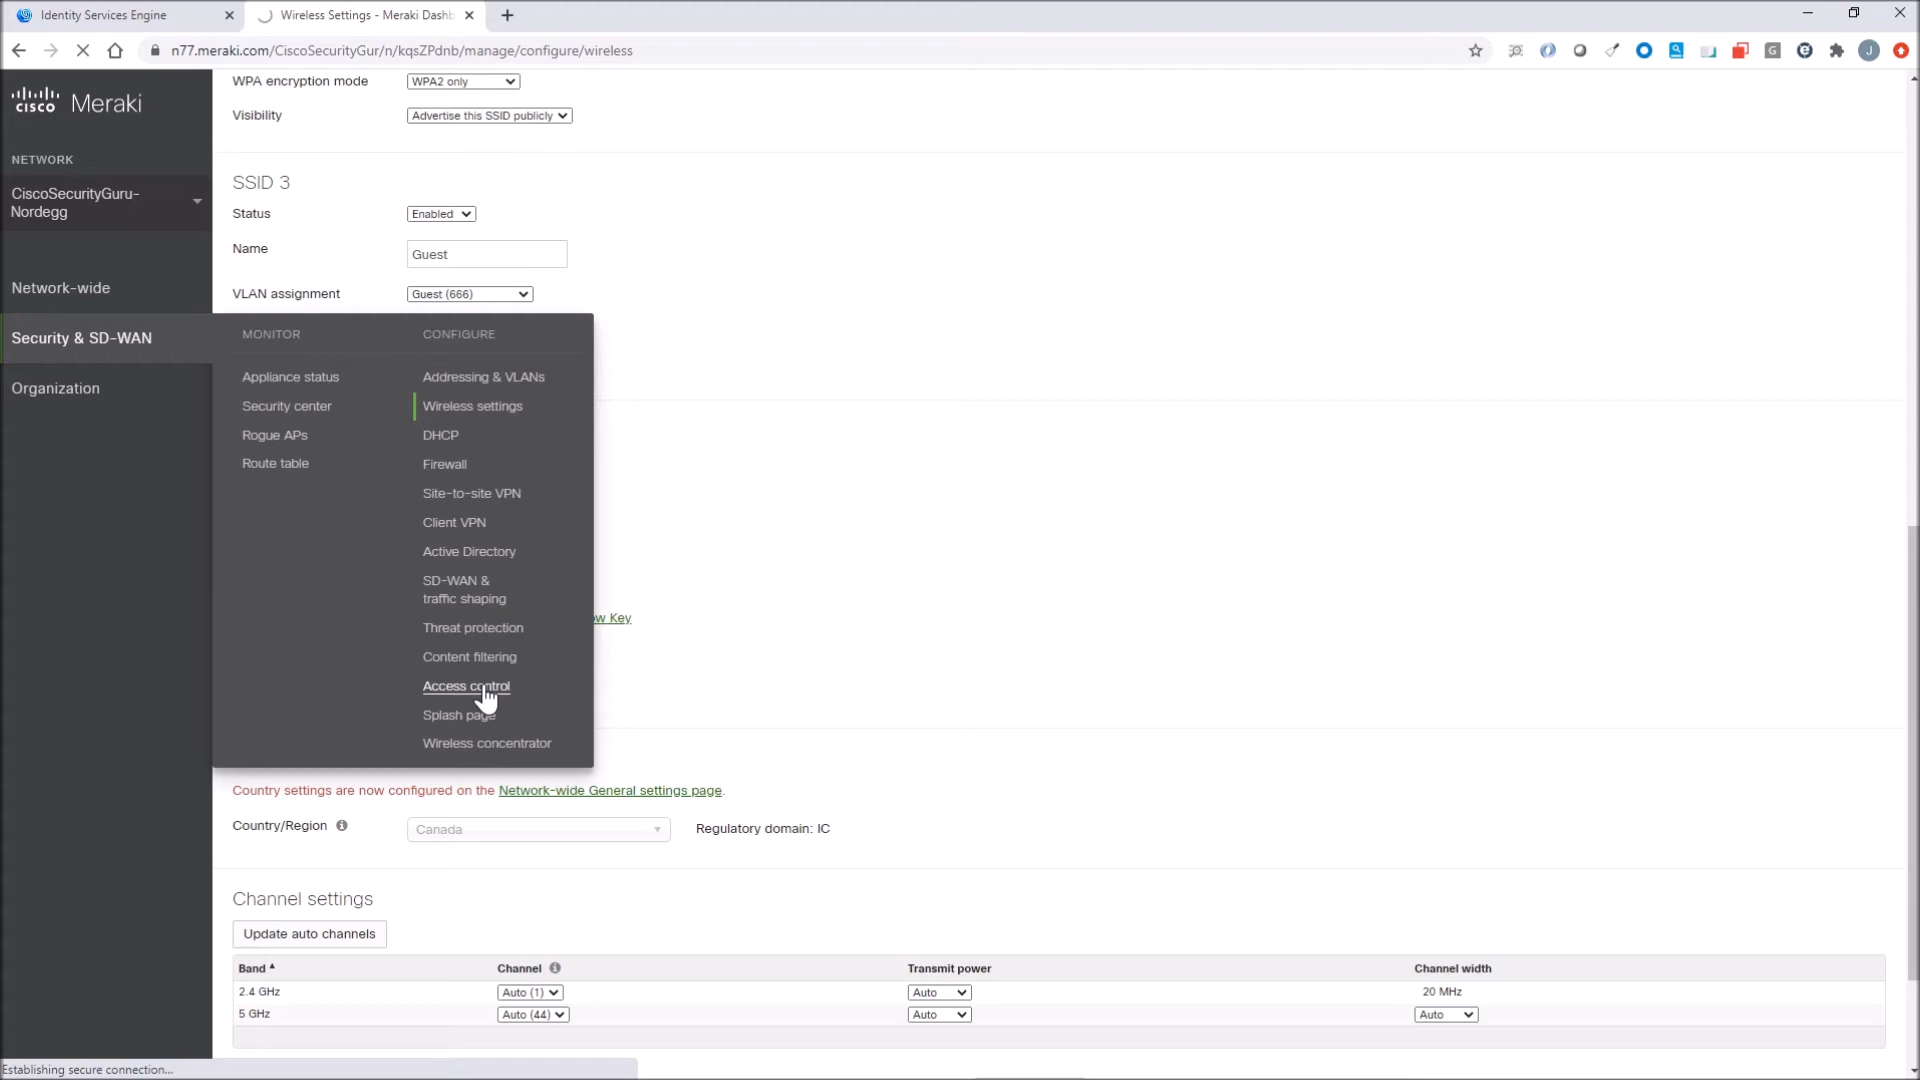 Identity Services Engine
Wireless Settings - Meraki Dashb
n77.meraki.com/CiscoSecurityGur/n/kqsZPdnb/manage/configure/wireless
cisco Meraki
NETWORK
CiscoSecurityGuru-
Nordegg
Network-wide
Security & SD-WAN
Organization
WPA encryption mode
WPA2 only
Visibility
Advertise this SSID publicly
SSID 3
Status
Enabled
Name
Guest
VLAN assignment
Guest (666)
MONITOR
Appliance status
Security center
Rogue APs
Route table
CONFIGURE
Addressing & VLANs
Wireless settings
DHCP
Firewall
Site-to-site VPN
Client VPN
Active Directory
SD-WAN &
traffic shaping
Threat protection
Content filtering
Access control
Splash page
Wireless concentrator
ow Key
Country settings are now configured on the Network-wide General settings page.
Country/Region
Canada
Regulatory domain: IC
Channel settings
Update auto channels
Band Channel Transmit power Channel width
2.4 GHz Auto (1) Auto 20 MHz
5 GHz Auto (44) Auto Auto
Establishing secure connection...